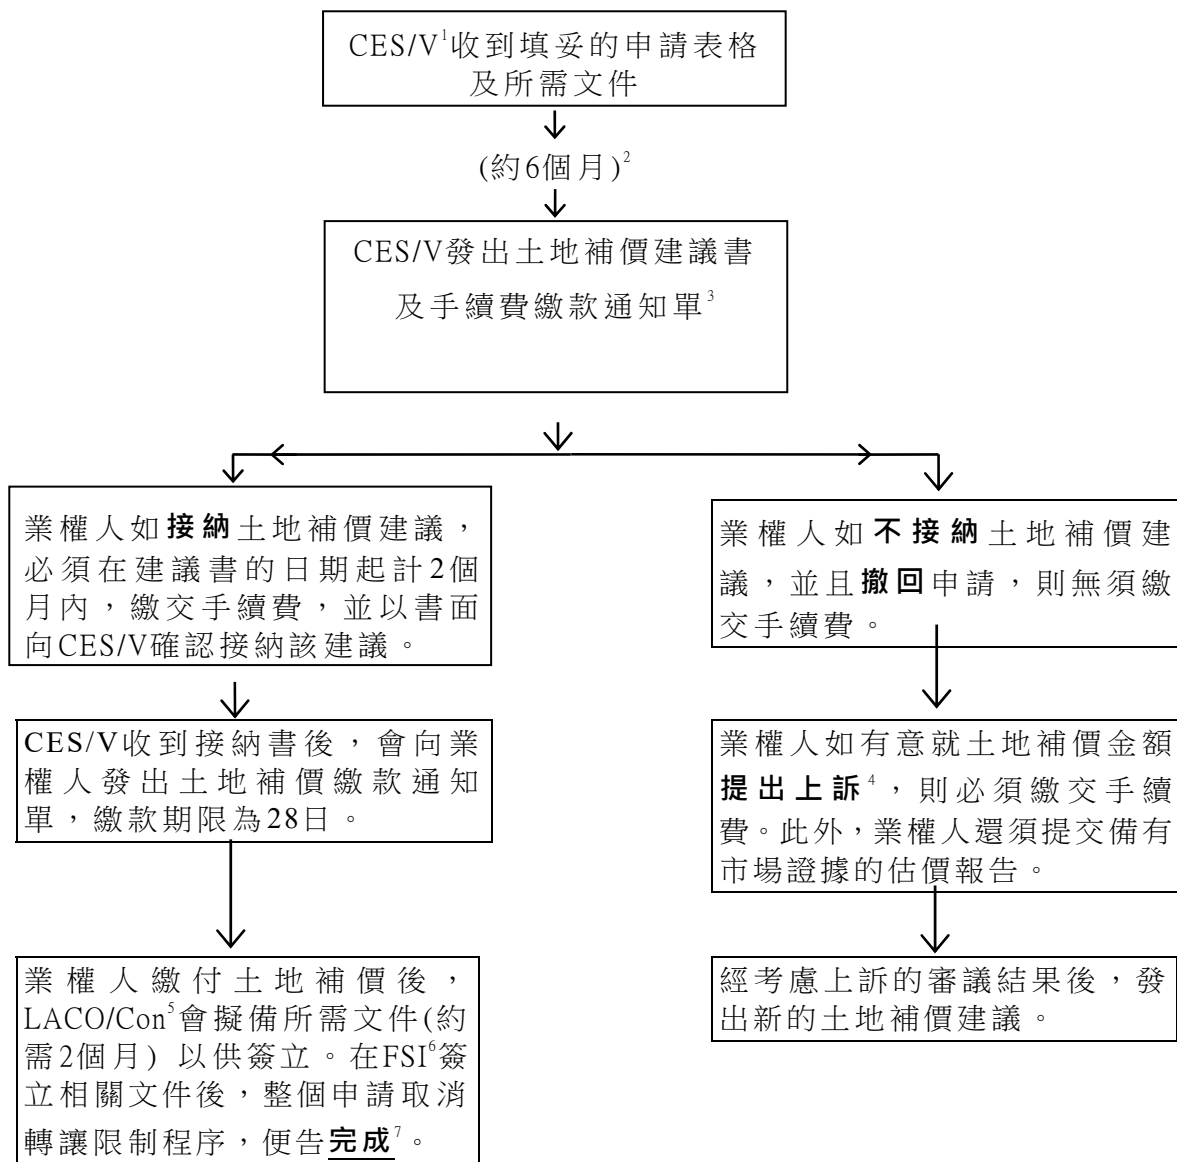 CES/V¹收到填妥的申請表格
及所需文件
(約6個月)²
CES/V發出土地補價建議書
及手續費繳款通知單³
業權人如接納土地補價建議，
必須在建議書的日期起計2個
月內，繳交手續費，並以書面
向CES/V確認接納該建議。
CES/V收到接納書後，會向業
權人發出土地補價繳款通知
單，繳款期限為28日。
業權人繳付土地補價後，
LACO/Con⁵會擬備所需文件(約
需2個月) 以供簽立。在FSI⁶簽
立相關文件後，整個申請取消
轉讓限制程序，便告完成⁷。
業權人如不接納土地補價建
議，並且撤回申請，則無須繳
交手續費。
業權人如有意就土地補價金額
提出上訴⁴，則必須繳交手續
費。此外，業權人還須提交備有
市場證據的估價報告。
經考慮上訴的審議結果後，發
出新的土地補價建議。